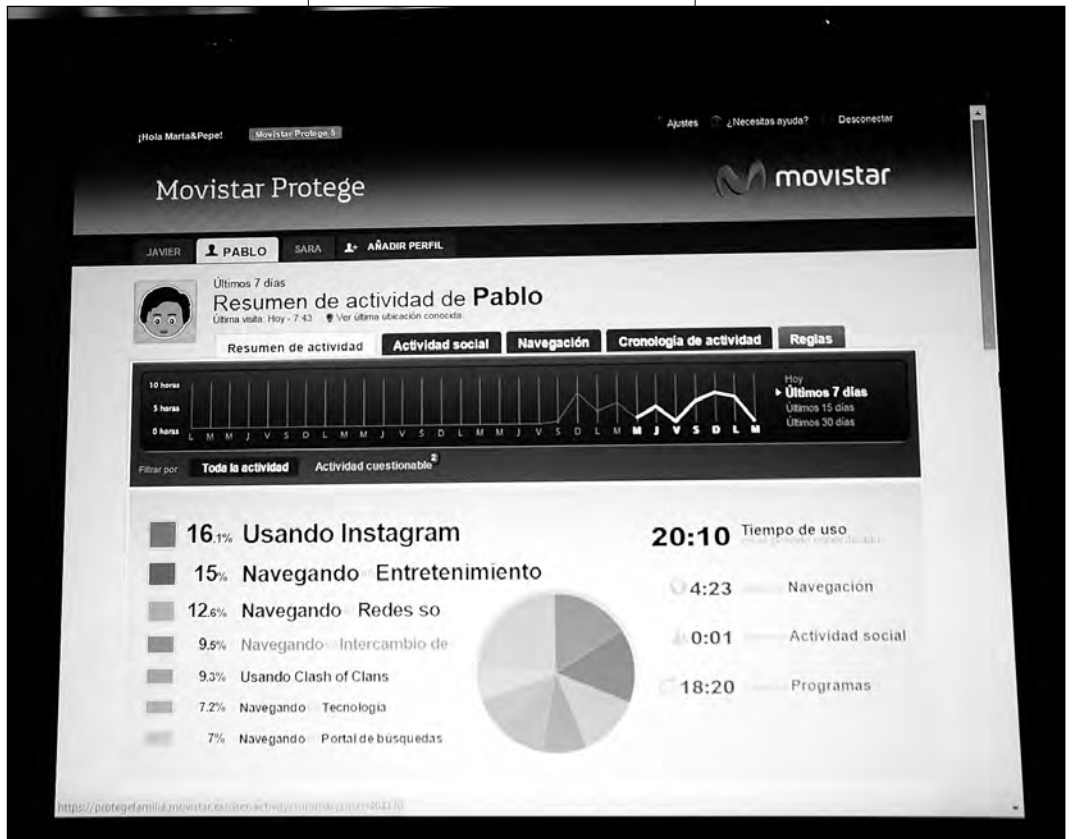 Ajustes ¿Necesitas ayuda? Desconectar
¡Hola Marta&Pepe! Movistar Protege 6
Movistar Protege movistar
JAVIER PABLO SARA AÑADIR PERFIL
Últimos 7 días
Resumen de actividad de Pablo
Última visita: Hoy - 7:43 Ver última ubicación conocida
Resumen de actividad Actividad social Navegación Cronología de actividad Reglas
10 horas
5 horas
0 horas
L M M J V S D L M M J V S D L M M J V S D L M M J V S D L M
Hoy
Últimos 7 días
Últimos 15 días
Últimos 30 días
Filtrar por: Toda la actividad Actividad cuestionable 2
16.1% Usando Instagram
15% Navegando Entretenimiento
12.6% Navegando Redes so
9.5% Navegando Intercambio de
9.3% Usando Clash of Clans
7.2% Navegando Tecnología
7% Navegando Portal de búsquedas
20:10 Tiempo de uso
4:23 Navegación
0:01 Actividad social
18:20 Programas